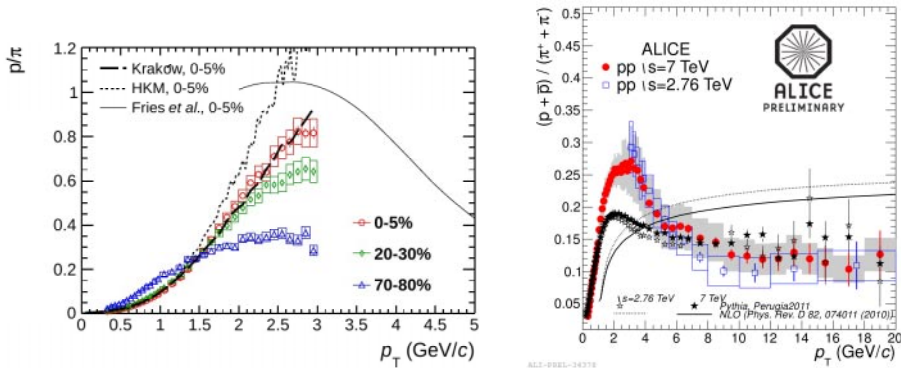 p/π
1.2
1
0.8
0.6
0.4
0.2
0
Kraków, 0-5%
HKM, 0-5%
Fries et al., 0-5%
0-5%
20-30%
70-80%
0 0.5 1 1.5 2 2.5 3 3.5 4 4.5 5
p_T (GeV/c)
(p + p̅) / (π⁺ + π⁻)
0.5
0.45
0.4
0.35
0.3
0.25
0.2
0.15
0.1
0.05
ALICE
pp \s=7 TeV
pp \s=2.76 TeV
ALICE
PRELIMINARY
\s=2.76 TeV
7 TeV
Pythia, Perugia2011
NLO (Phys. Rev. D 82, 074011 (2010))
0 2 4 6 8 10 12 14 16 18 20
p_T (GeV/c)
ALI-PREL-34378